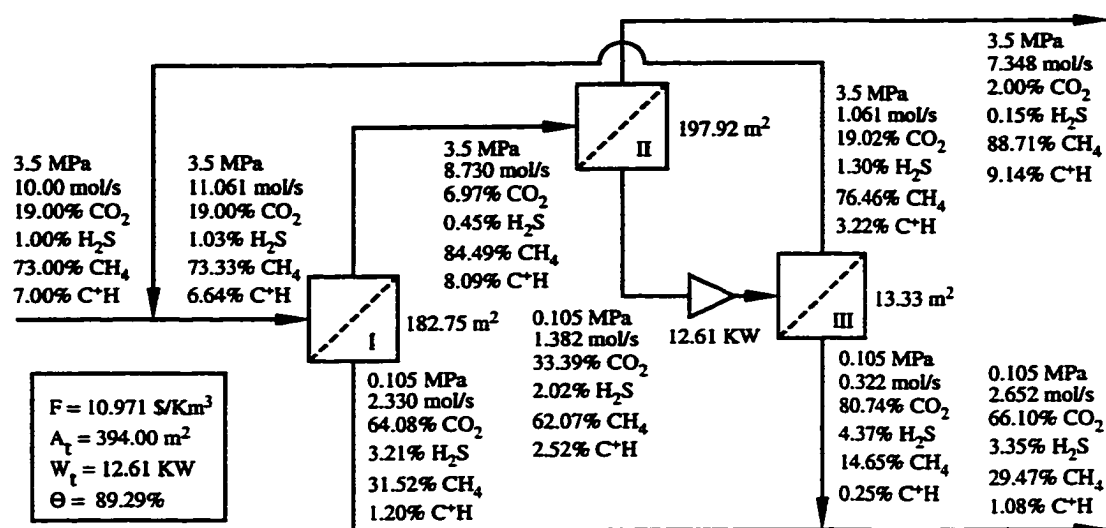 3.5 MPa
10.00 mol/s
19.00% CO₂
1.00% H₂S
73.00% CH₄
7.00% C⁺H
3.5 MPa
11.061 mol/s
19.00% CO₂
1.03% H₂S
73.33% CH₄
6.64% C⁺H
I
182.75 m²
3.5 MPa
8.730 mol/s
6.97% CO₂
0.45% H₂S
84.49% CH₄
8.09% C⁺H
II
197.92 m²
3.5 MPa
1.061 mol/s
19.02% CO₂
1.30% H₂S
76.46% CH₄
3.22% C⁺H
3.5 MPa
7.348 mol/s
2.00% CO₂
0.15% H₂S
88.71% CH₄
9.14% C⁺H
12.61 KW
III
13.33 m²
0.105 MPa
2.330 mol/s
64.08% CO₂
3.21% H₂S
31.52% CH₄
1.20% C⁺H
0.105 MPa
1.382 mol/s
33.39% CO₂
2.02% H₂S
62.07% CH₄
2.52% C⁺H
0.105 MPa
0.322 mol/s
80.74% CO₂
4.37% H₂S
14.65% CH₄
0.25% C⁺H
0.105 MPa
2.652 mol/s
66.10% CO₂
3.35% H₂S
29.47% CH₄
1.08% C⁺H
F = 10.971 $/Km³
Aₜ = 394.00 m²
Wₜ = 12.61 KW
Θ = 89.29%